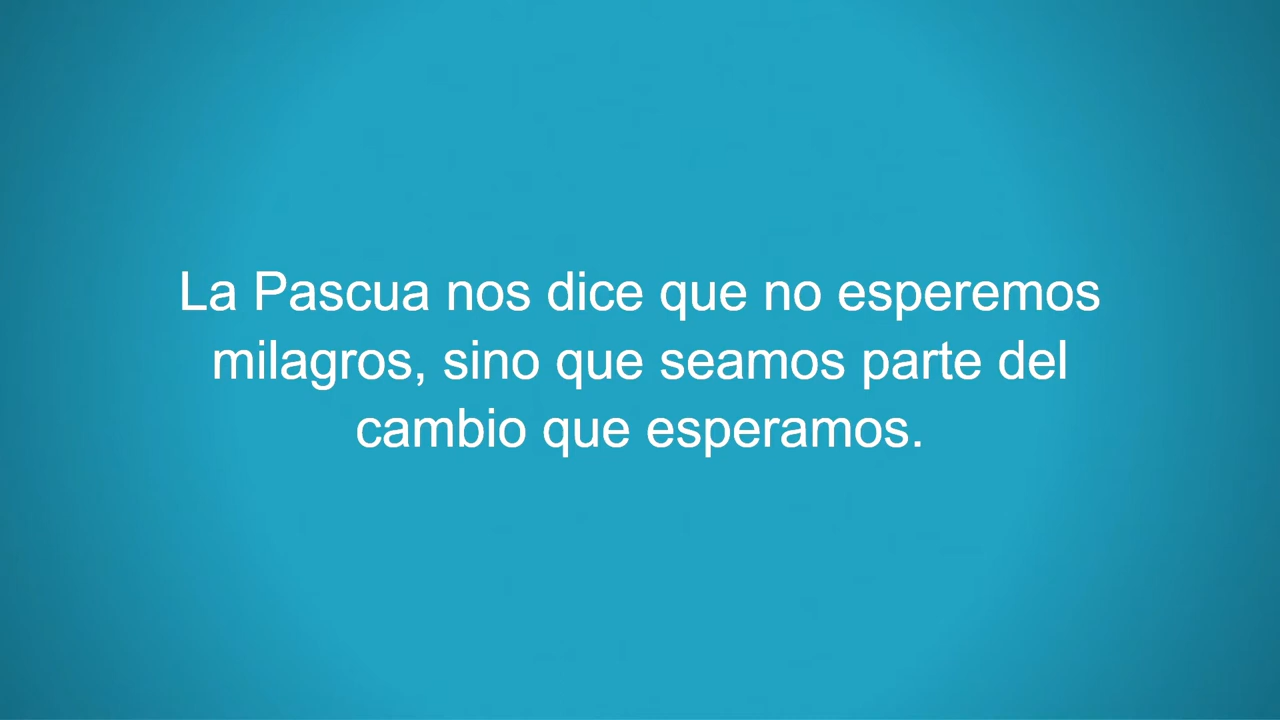 La Pascua nos dice que no esperemos
milagros, sino que seamos parte del
cambio que esperamos.